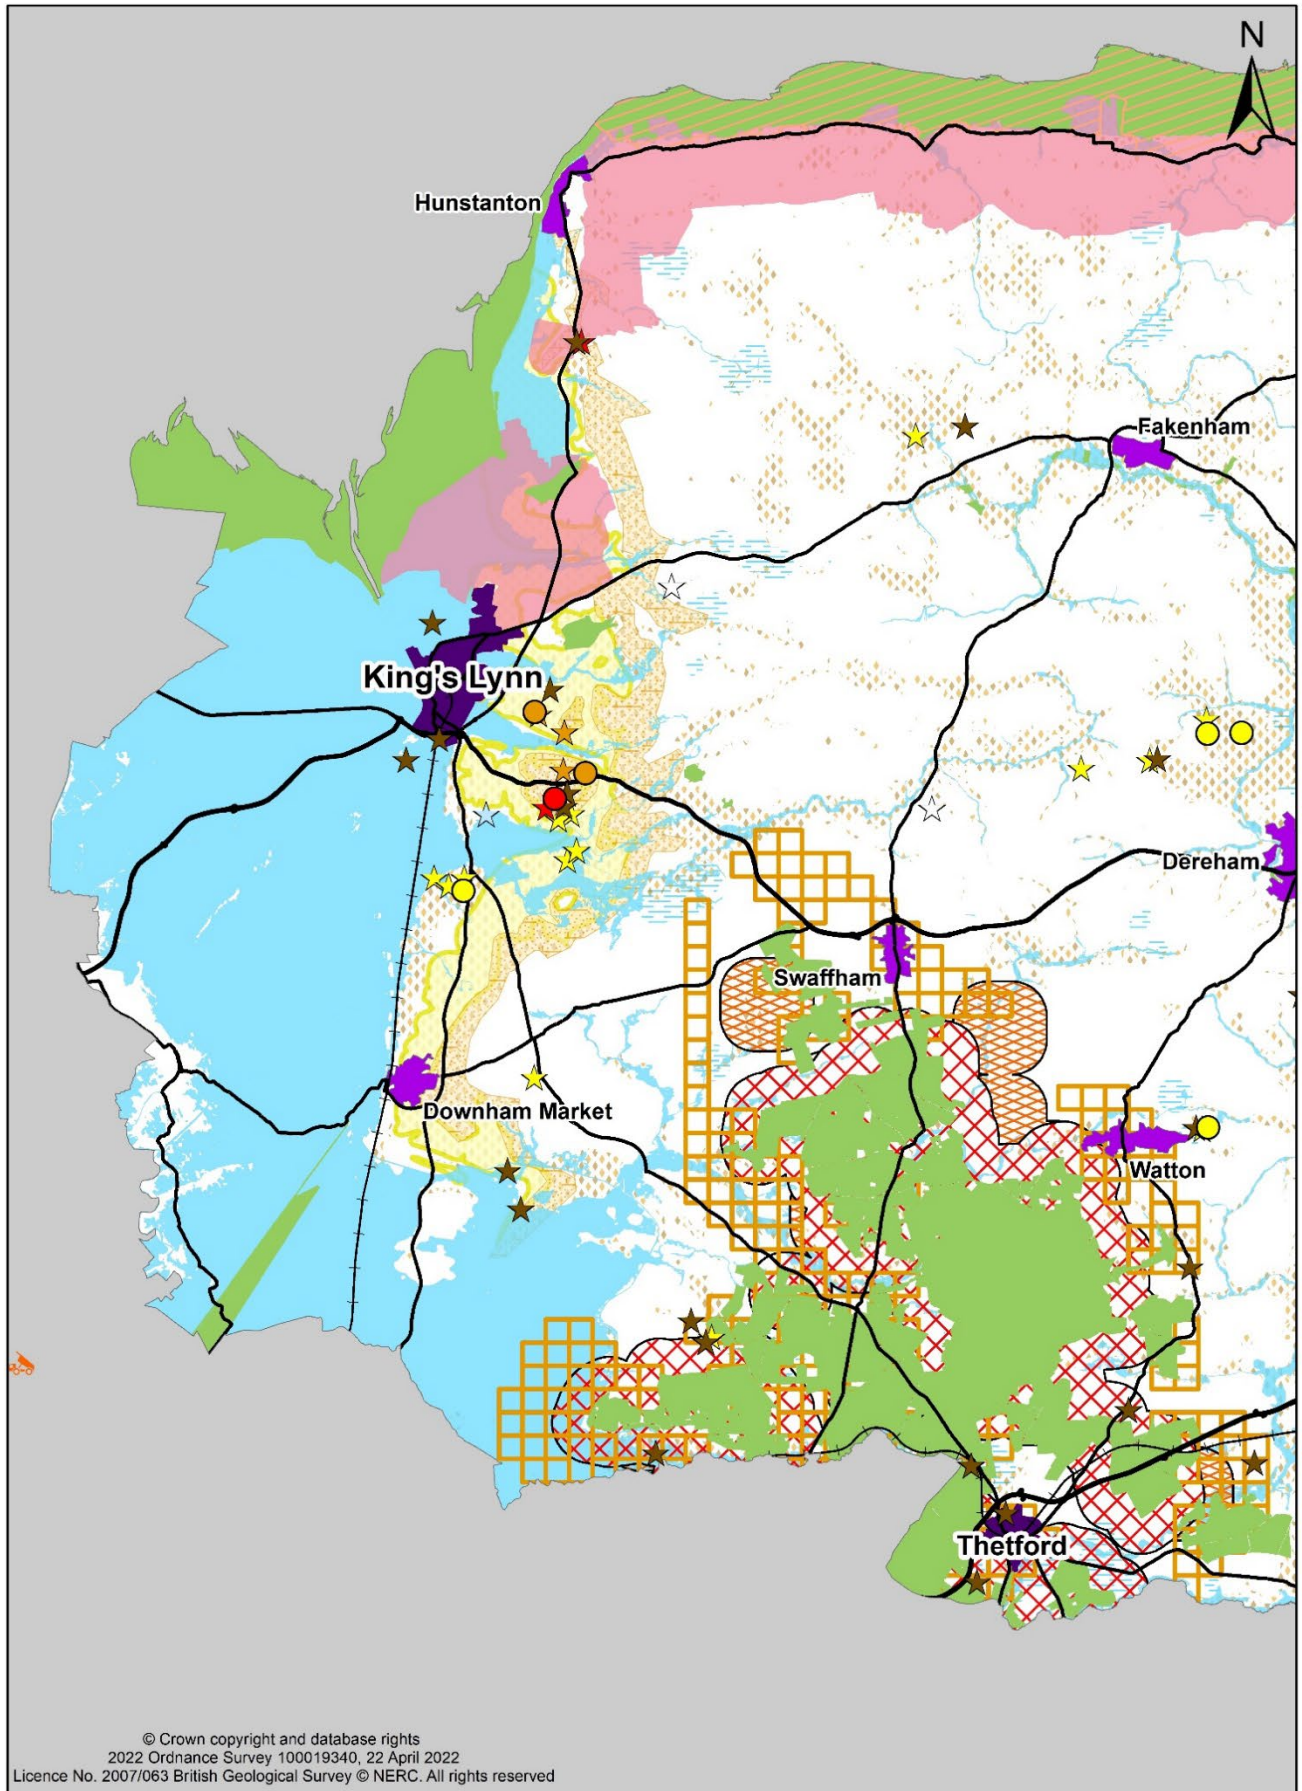 N
Hunstanton
Fakenham
King's Lynn
Dereham
Swaffham
Downham Market
Watton
Thetford
© Crown copyright and database rights
2022 Ordnance Survey 100019340, 22 April 2022
Licence No. 2007/063 British Geological Survey © NERC. All rights reserved